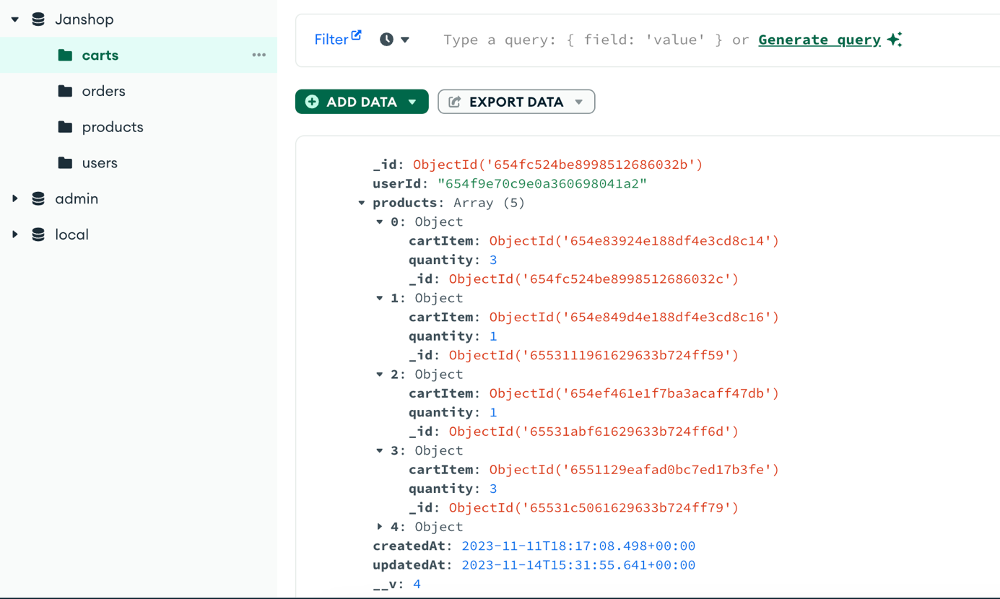 Janshop
carts
orders
products
users
admin
local
Filter
Type a query: { field: 'value' } or Generate query
ADD DATA
EXPORT DATA
_id: ObjectId('654fc524be8998512686032b')
userId: "654f9e70c9e0a360698041a2"
products: Array (5)
0: Object
cartItem: ObjectId('654e83924e188df4e3cd8c14')
quantity: 3
_id: ObjectId('654fc524be8998512686032c')
1: Object
cartItem: ObjectId('654e849d4e188df4e3cd8c16')
quantity: 1
_id: ObjectId('6553111961629633b724ff59')
2: Object
cartItem: ObjectId('654ef461e1f7ba3acaff47db')
quantity: 1
_id: ObjectId('65531abf61629633b724ff6d')
3: Object
cartItem: ObjectId('6551129eafad0bc7ed17b3fe')
quantity: 3
_id: ObjectId('65531c5061629633b724ff79')
4: Object
createdAt: 2023-11-11T18:17:08.498+00:00
updatedAt: 2023-11-14T15:31:55.641+00:00
__v: 4